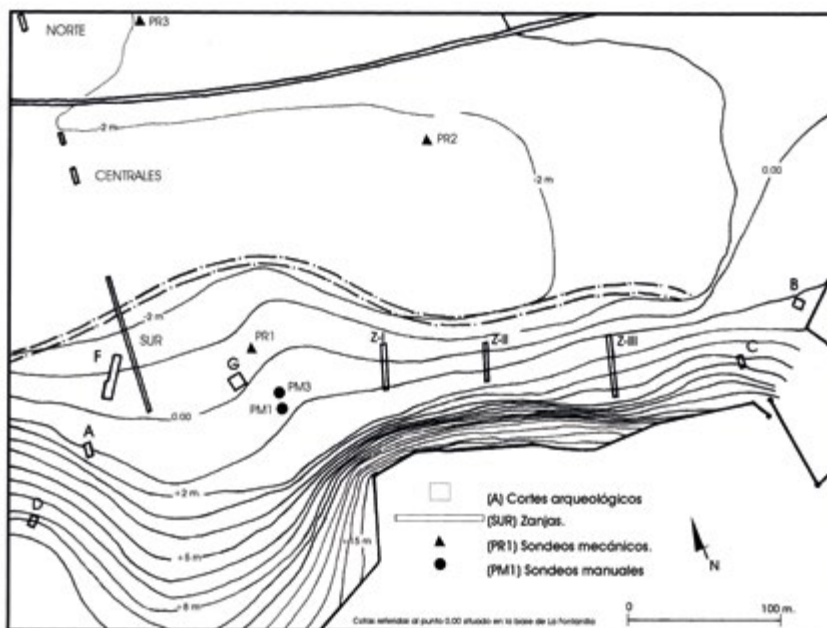 NORTE
PR3
-2 m
PR2
CENTRALES
-2 m
0.00
B
-2 m
SUR
F
PR1
G
Z-I
Z-II
Z-III
C
PM3
PM1
0.00
A
+2 m
D
+5 m
+15 m
+8 m
(A) Cortes arqueológicos
(SUR) Zanjas.
(PR1) Sondeos mecánicos.
(PM1) Sondeos manuales
N
0 100 m.
Cotas referidas al punto 0,00 situado en la base de La Fontanilla